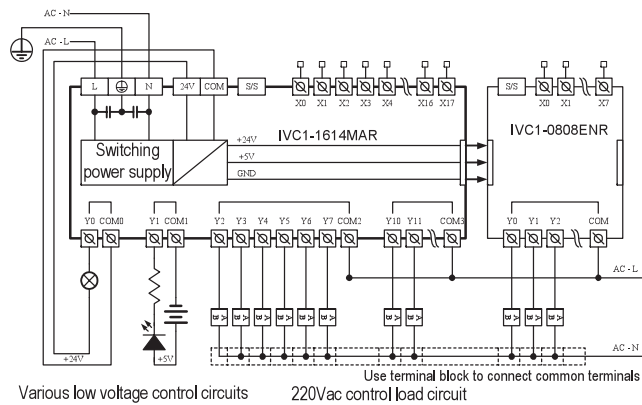 AC - N
AC - L
L N 24V COM S/S X0 X1 X2 X3 X4 X16 X17 S/S X0 X1 X7
IVC1-1614MAR IVC1-0808ENR
+24V
Switching
power supply
+5V
GND
Y0 COM0 Y1 COM1 Y2 Y3 Y4 Y5 Y6 Y7 COM2 Y10 Y11 COM3 Y0 Y1 Y2 COM
AC - L
A B A B A B A B A B A B A B A B A B A B A B
AC - N
+24V +5V
Use terminal block to connect common terminals
Various low voltage control circuits 220Vac control load circuit